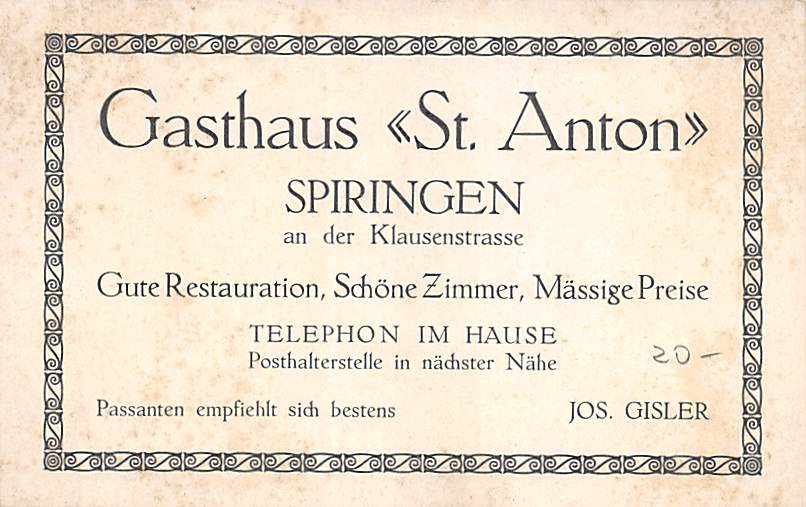 Gasthaus «St. Anton»
SPIRINGEN
an der Klausenstrasse
Gute Restauration, Schöne Zimmer, Mässige Preise
TELEPHON IM HAUSE
Posthalterstelle in nächster Nähe
20 –
Passanten empfiehlt sich bestens JOS. GISLER